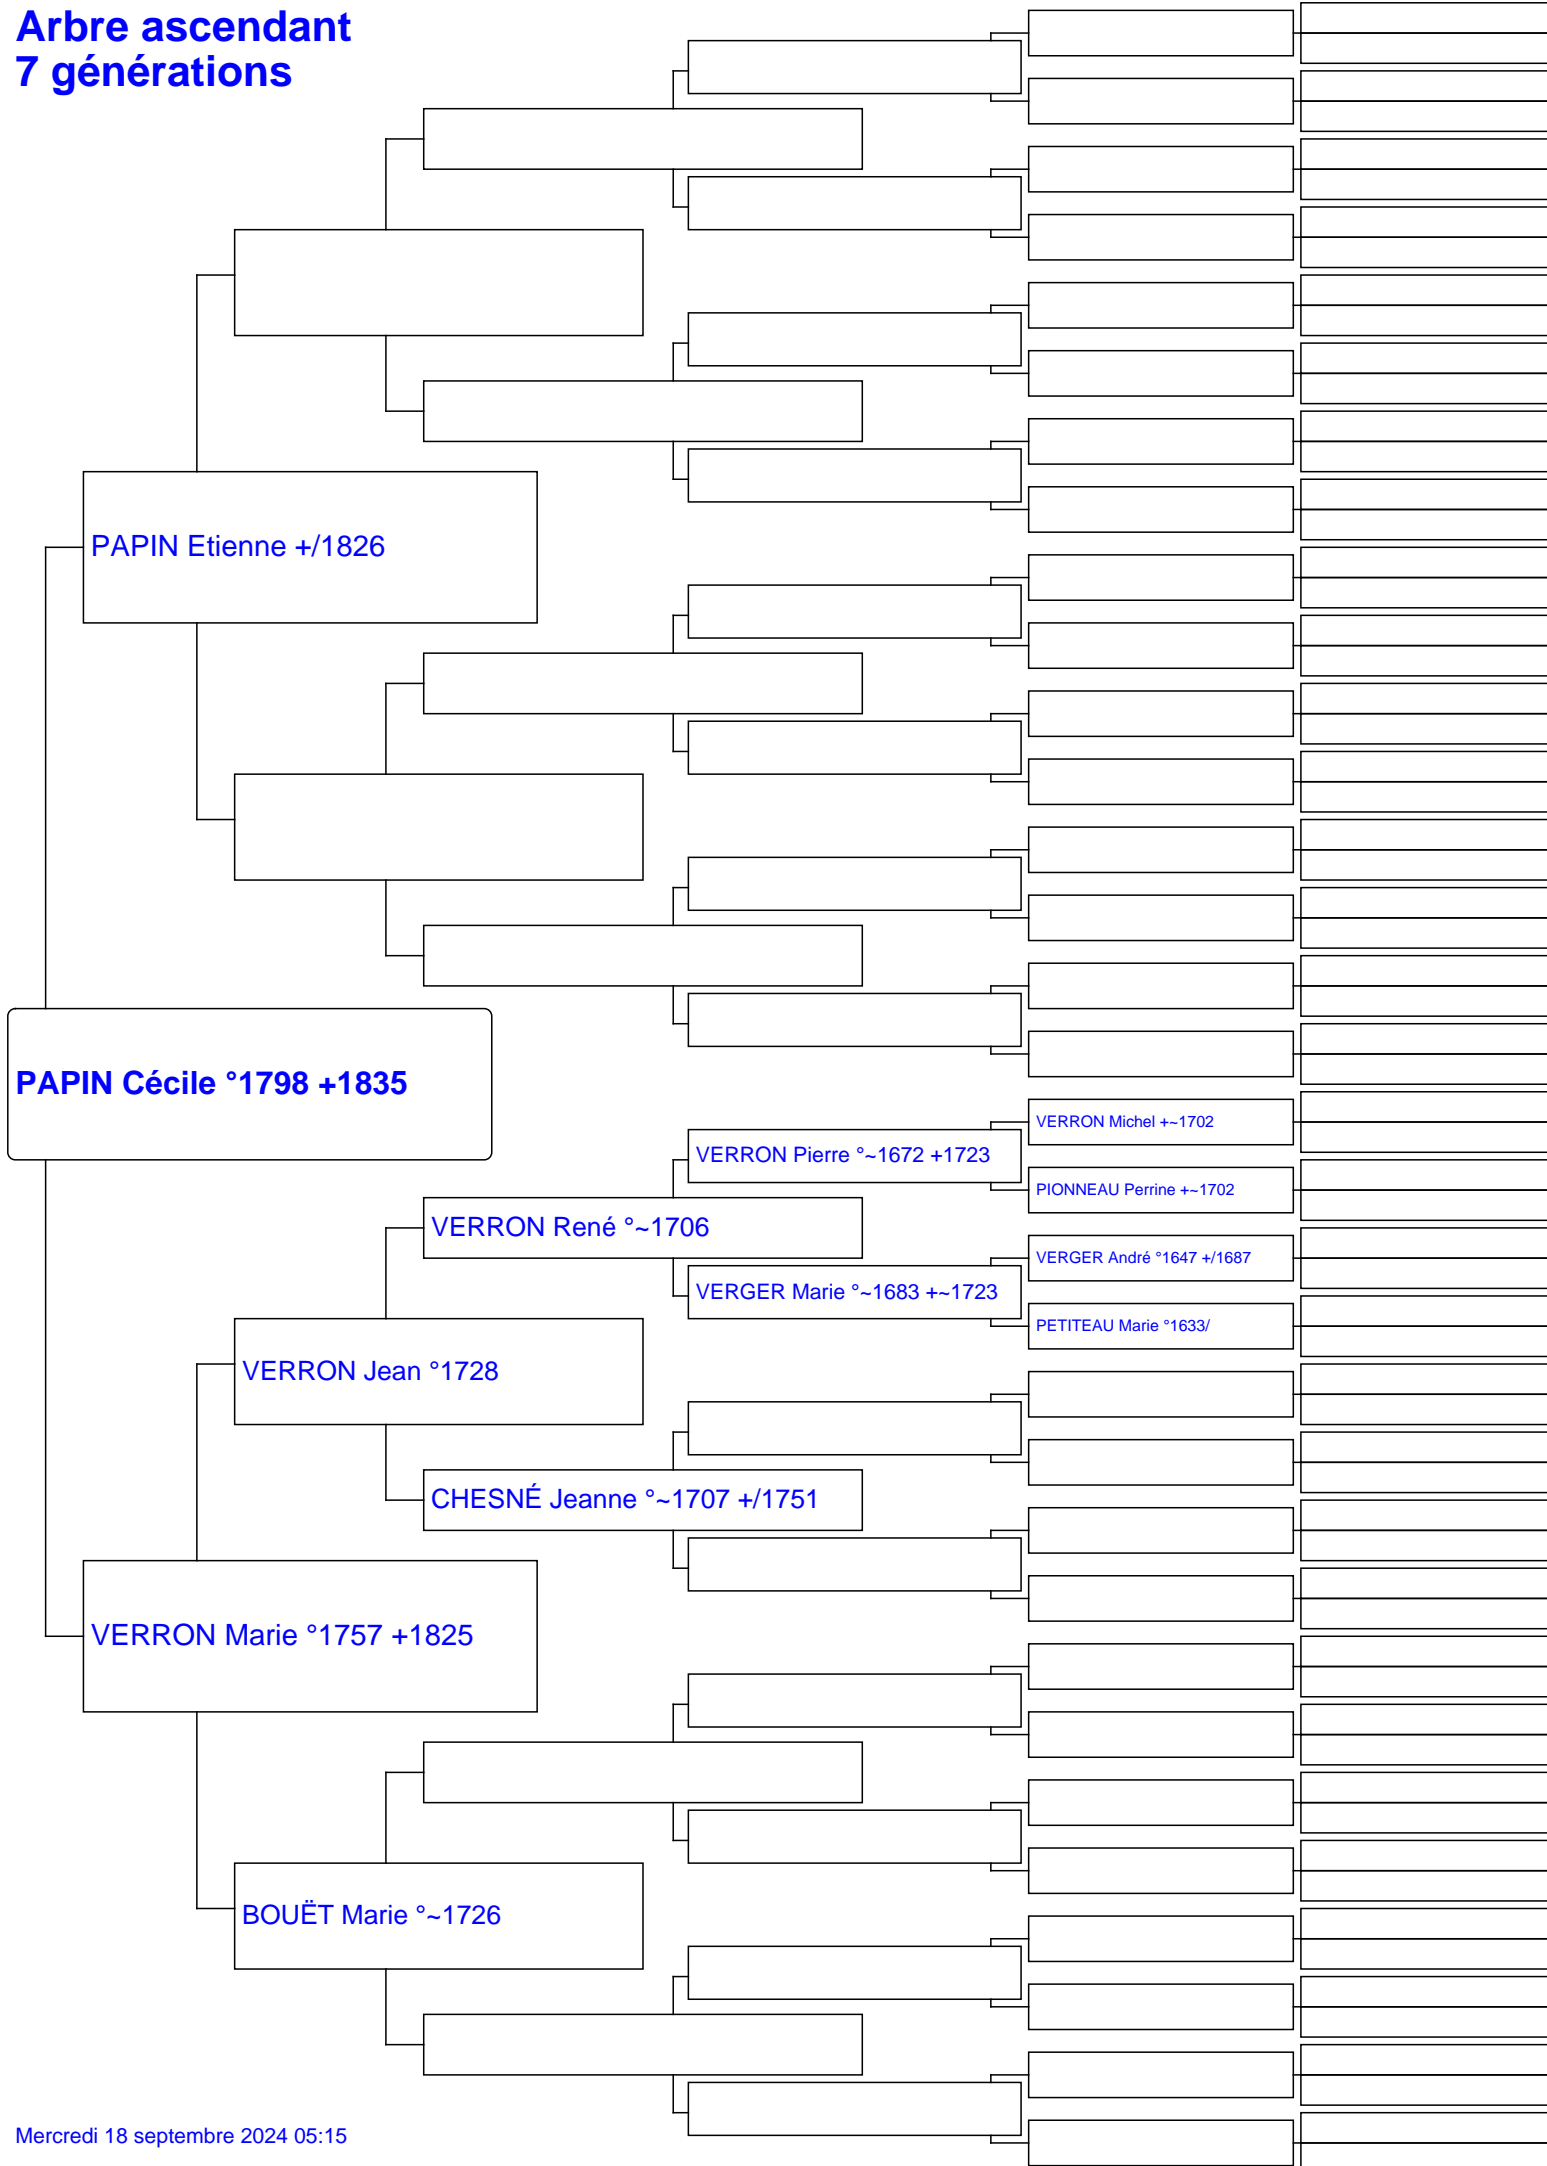 Arbre ascendant
7 générations
PAPIN Etienne +/1826
PAPIN Cécile °1798 +1835
VERRON Michel +~1702
VERRON Pierre °~1672 +1723
PIONNEAU Perrine +~1702
VERRON René °~1706
VERGER André °1647 +/1687
VERGER Marie °~1683 +~1723
PETITEAU Marie °1633/
VERRON Jean °1728
CHESNÉ Jeanne °~1707 +/1751
VERRON Marie °1757 +1825
BOUËT Marie °~1726
Mercredi 18 septembre 2024 05:15